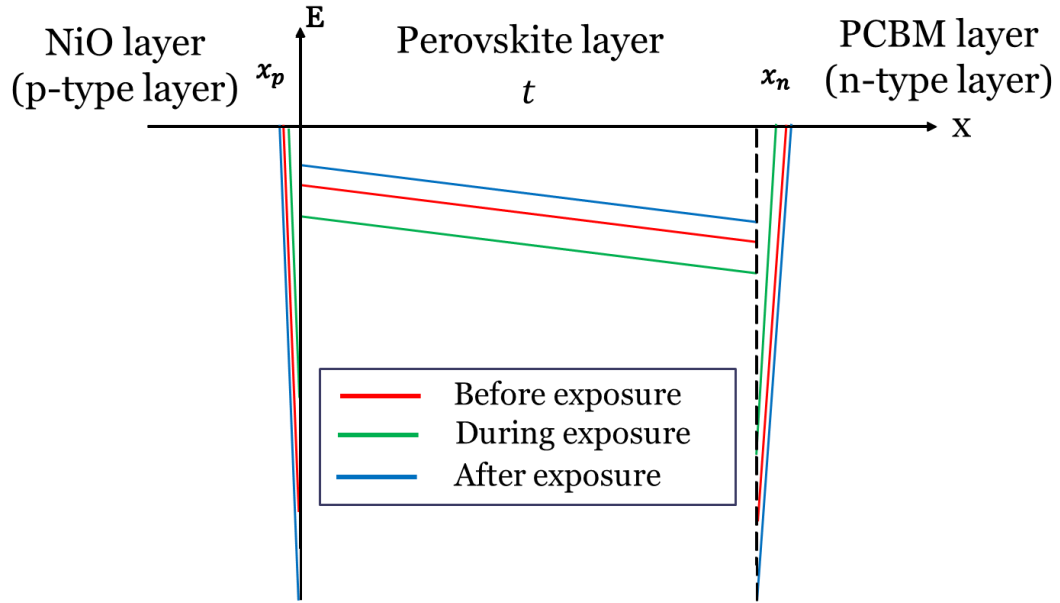 E
NiO layer
(p-type layer)
x_p
Perovskite layer
t
x_n
PCBM layer
(n-type layer)
x
Before exposure
During exposure
After exposure